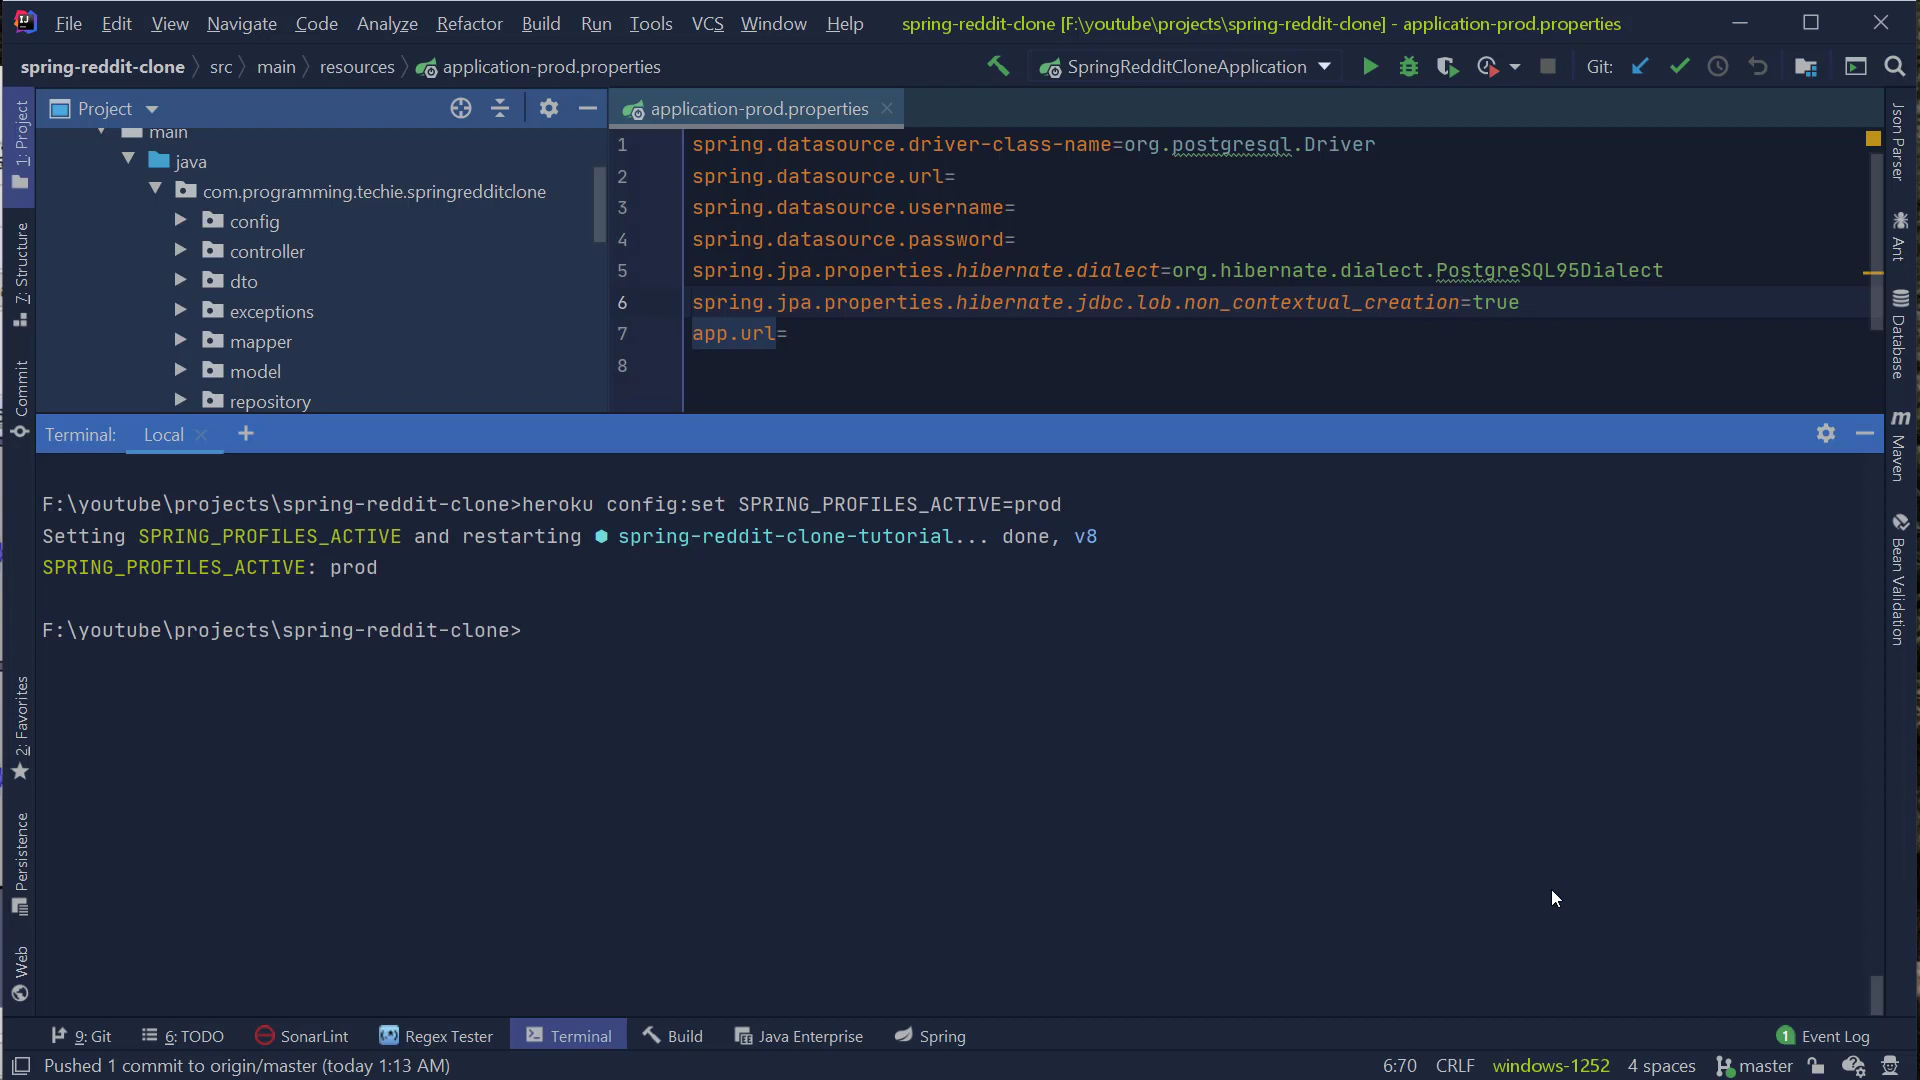 File Edit View Navigate Code Analyze Refactor Build Run Tools VCS Window Help spring-reddit-clone [F:\youtube\projects\spring-reddit-clone] - application-prod.properties
spring-reddit-clone src main resources application-prod.properties SpringRedditCloneApplication Git:
Project
application-prod.properties
main
java
com.programming.techie.springredditclone
config
controller
dto
exceptions
mapper
model
repository
1 spring.datasource.driver-class-name=org.postgresql.Driver
2 spring.datasource.url=
3 spring.datasource.username=
4 spring.datasource.password=
5 spring.jpa.properties.hibernate.dialect=org.hibernate.dialect.PostgreSQL95Dialect
6 spring.jpa.properties.hibernate.jdbc.lob.non_contextual_creation=true
7 app.url=
8
Terminal: Local
F:\youtube\projects\spring-reddit-clone>heroku config:set SPRING_PROFILES_ACTIVE=prod
Setting SPRING_PROFILES_ACTIVE and restarting ⬢ spring-reddit-clone-tutorial... done, v8
SPRING_PROFILES_ACTIVE: prod
F:\youtube\projects\spring-reddit-clone>
1: Project
7: Structure
Commit
2: Favorites
Persistence
Web
Json Parser
Ant
Database
m Maven
Bean Validation
9: Git 6: TODO SonarLint Regex Tester Terminal Build Java Enterprise Spring 1 Event Log
Pushed 1 commit to origin/master (today 1:13 AM) 6:70 CRLF windows-1252 4 spaces master